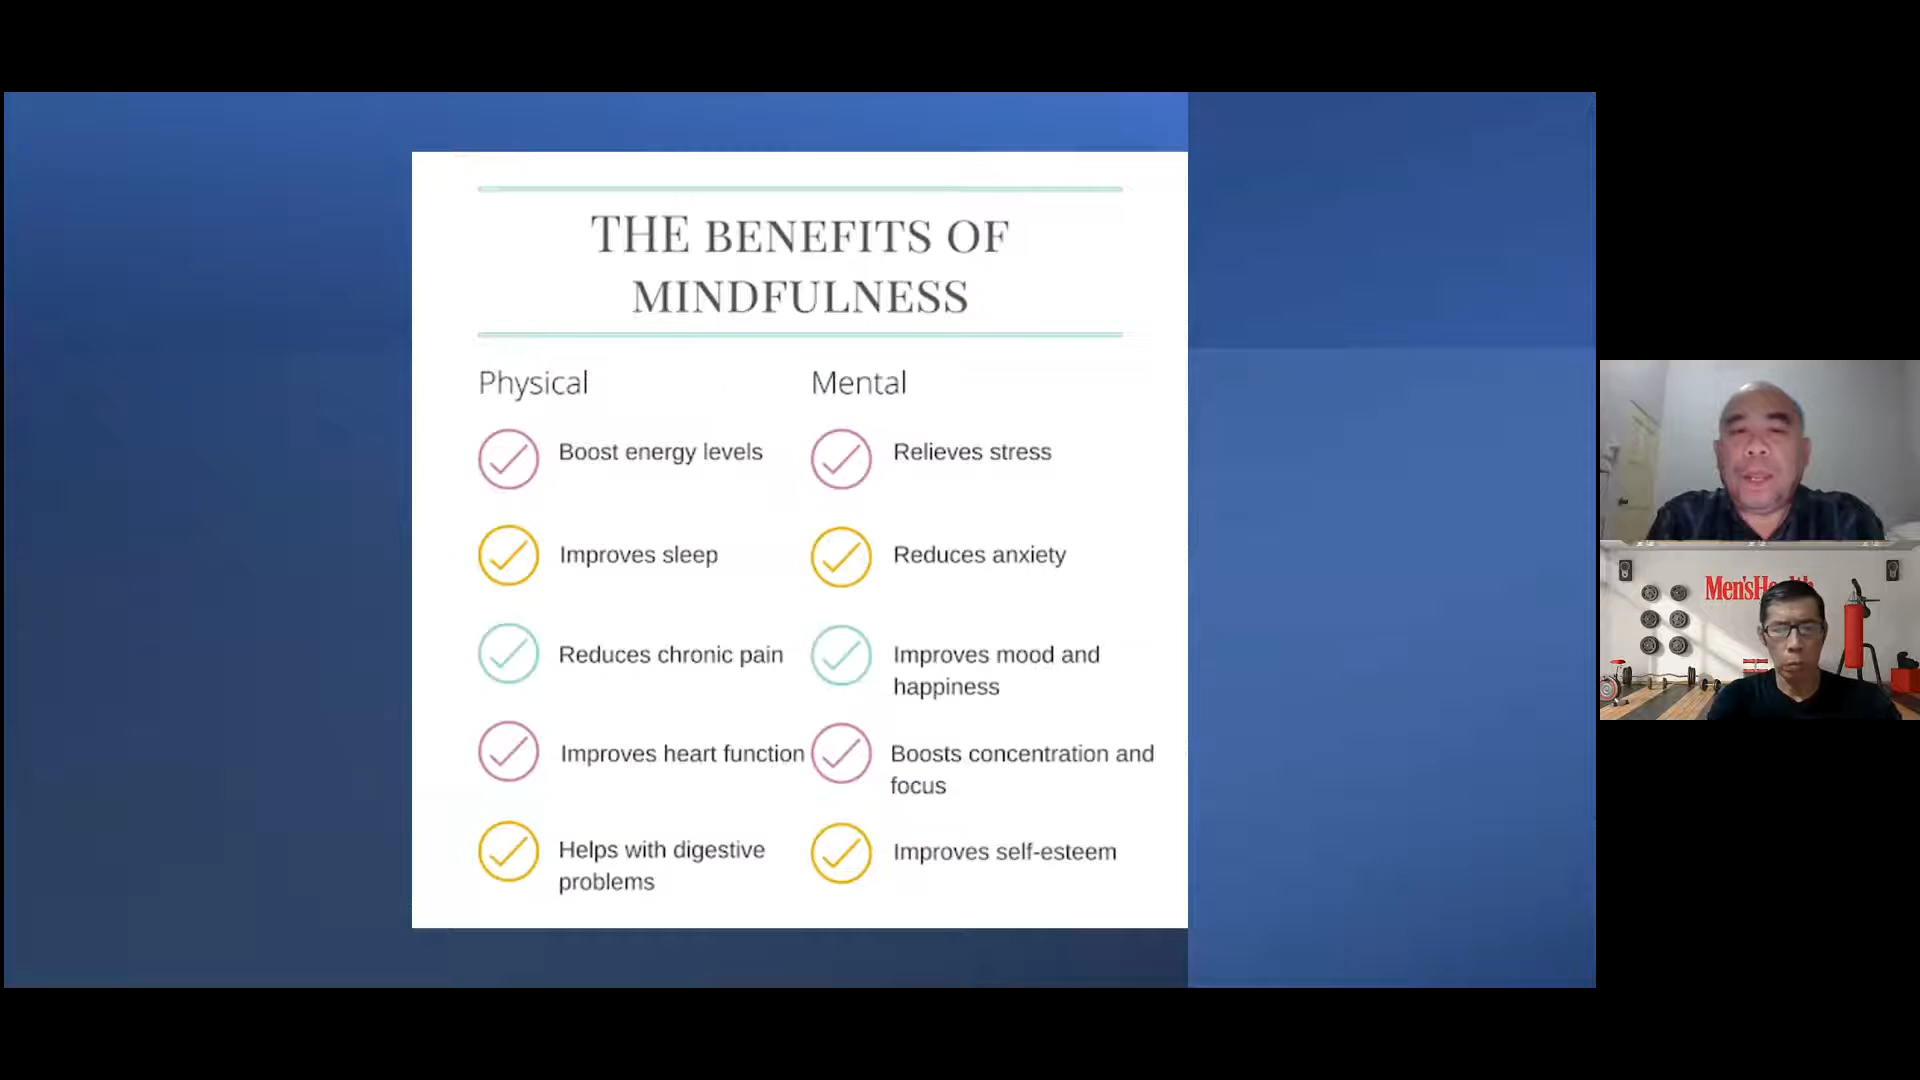 THE BENEFITS OF
MINDFULNESS
Physical
Boost energy levels
Improves sleep
Reduces chronic pain
Improves heart function
Helps with digestive
problems
Mental
Relieves stress
Reduces anxiety
Improves mood and
happiness
Boosts concentration and
focus
Improves self-esteem